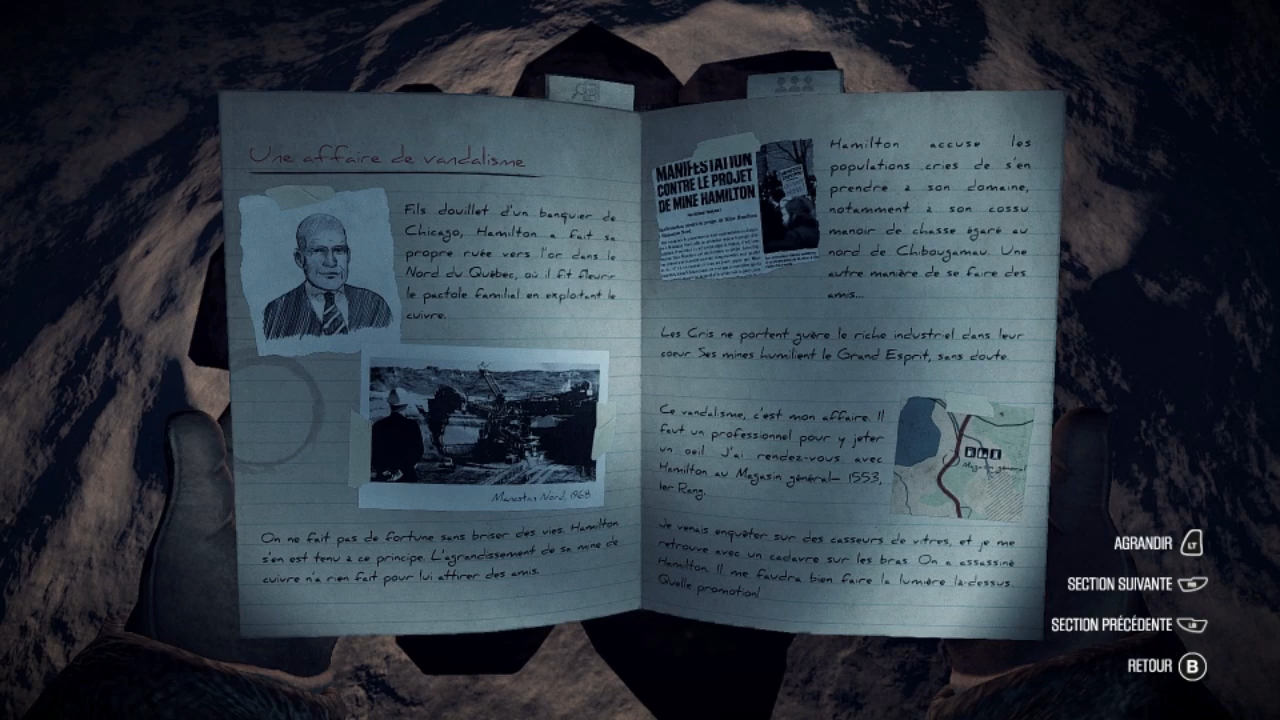 Une affaire de vandalisme
Fils douillet d'un banquier de
Chicago, Hamilton a fait sa
propre ruée vers l'or dans le
Nord du Québec, où il fit fleurir
le pactole familial en exploitant le
cuivre.
Manastan Nord, 1968
On ne fait pas de fortune sans briser des vies. Hamilton
s'en est tenu à ce principe. L'agrandissement de sa mine de
cuivre n'a rien fait pour lui attirer des amis.
MANIFESTATION
CONTRE LE PROJET
DE MINE HAMILTON
Hamilton accuse les
populations cries de s'en
prendre à son domaine,
notamment à son cossu
manoir de chasse égaré au
nord de Chibougamau. Une
autre manière de se faire des
amis...
Les Cris ne portent guère le riche industriel dans leur
coeur. Ses mines humilient le Grand Esprit, sans doute.
Ce vandalisme, c'est mon affaire. Il
faut un professionnel pour y jeter
un oeil. J'ai rendez-vous avec
Hamilton au Magasin général– 1553,
1er Rang.
Magasin général
Je venais enquêter sur des casseurs de vitres, et je me
retrouve avec un cadavre sur les bras. On a assassiné
Hamilton. Il me faudra bien faire la lumière là-dessus.
Quelle promotion!
AGRANDIR LT
SECTION SUIVANTE RB
SECTION PRÉCÉDENTE LB
RETOUR B